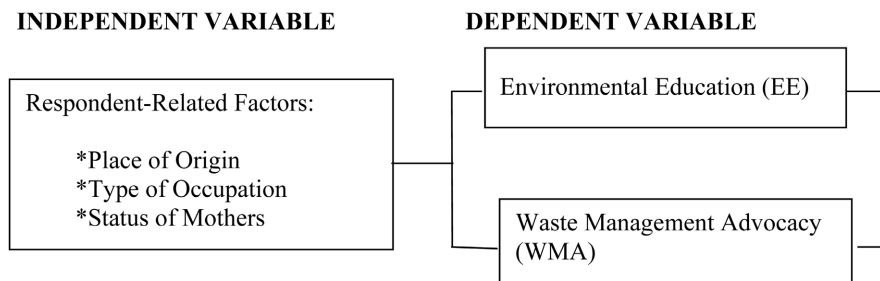 INDEPENDENT VARIABLE
DEPENDENT VARIABLE
Respondent-Related Factors:
*Place of Origin
*Type of Occupation
*Status of Mothers
Environmental Education (EE)
Waste Management Advocacy
(WMA)